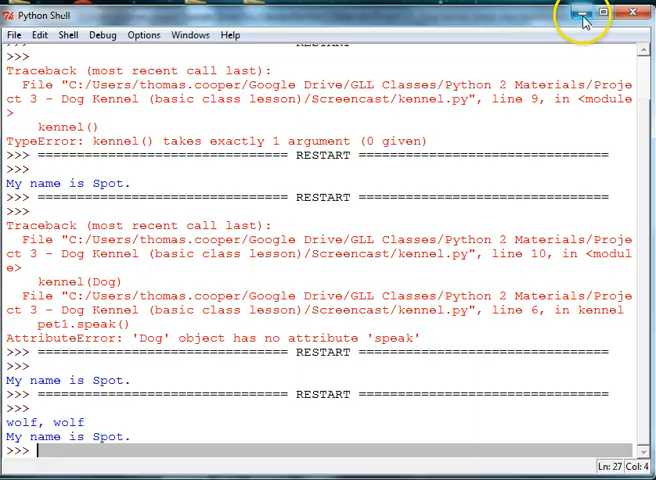 Python Shell
File Edit Shell Debug Options Windows Help
>>> ================================ RESTART ================================
>>>
Traceback (most recent call last):
File "C:/Users/thomas.cooper/Google Drive/GLL Classes/Python 2 Materials/Proje
ct 3 - Dog Kennel (basic class lesson)/Screencast/kennel.py", line 9, in <module
>
kennel()
TypeError: kennel() takes exactly 1 argument (0 given)
>>> ================================ RESTART ================================
>>>
My name is Spot.
>>> ================================ RESTART ================================
>>>
Traceback (most recent call last):
File "C:/Users/thomas.cooper/Google Drive/GLL Classes/Python 2 Materials/Proje
ct 3 - Dog Kennel (basic class lesson)/Screencast/kennel.py", line 10, in <modul
e>
kennel(Dog)
File "C:/Users/thomas.cooper/Google Drive/GLL Classes/Python 2 Materials/Proje
ct 3 - Dog Kennel (basic class lesson)/Screencast/kennel.py", line 6, in kennel
pet1.speak()
AttributeError: 'Dog' object has no attribute 'speak'
>>> ================================ RESTART ================================
>>>
My name is Spot.
>>> ================================ RESTART ================================
>>>
wolf, wolf
My name is Spot.
>>>
Ln: 27 Col: 4